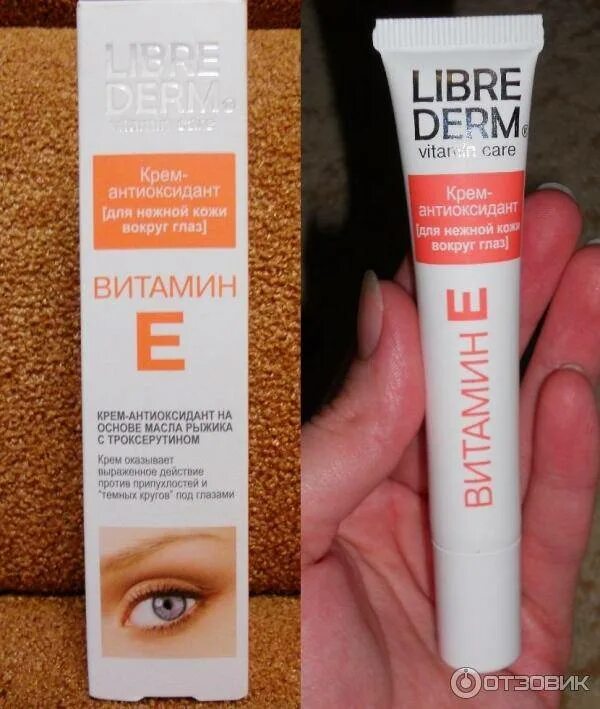 LIBRE
DERM®
vitamin care
Крем-
антиоксидант
[для нежной кожи
вокруг глаз]
ВИТАМИН
E
КРЕМ-АНТИОКСИДАНТ НА
ОСНОВЕ МАСЛА РЫЖИКА
С ТРОКСЕРУТИНОМ
Крем оказывает
выраженное действие
против припухлостей и
"темных кругов" под глазами
LIBRE
DERM®
vitamin care
Крем-
антиоксидант
[для нежной кожи
вокруг глаз]
ВИТАМИН E
ОТЗОВИК